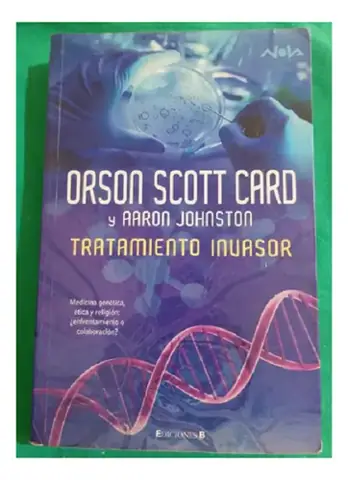 NOVA
ORSON SCOTT CARD
y AARON JOHNSTON
TRATAMIENTO INVASOR
Medicina genética,
ética y religión:
¿enfrentamiento o
colaboración?
EDICIONES B